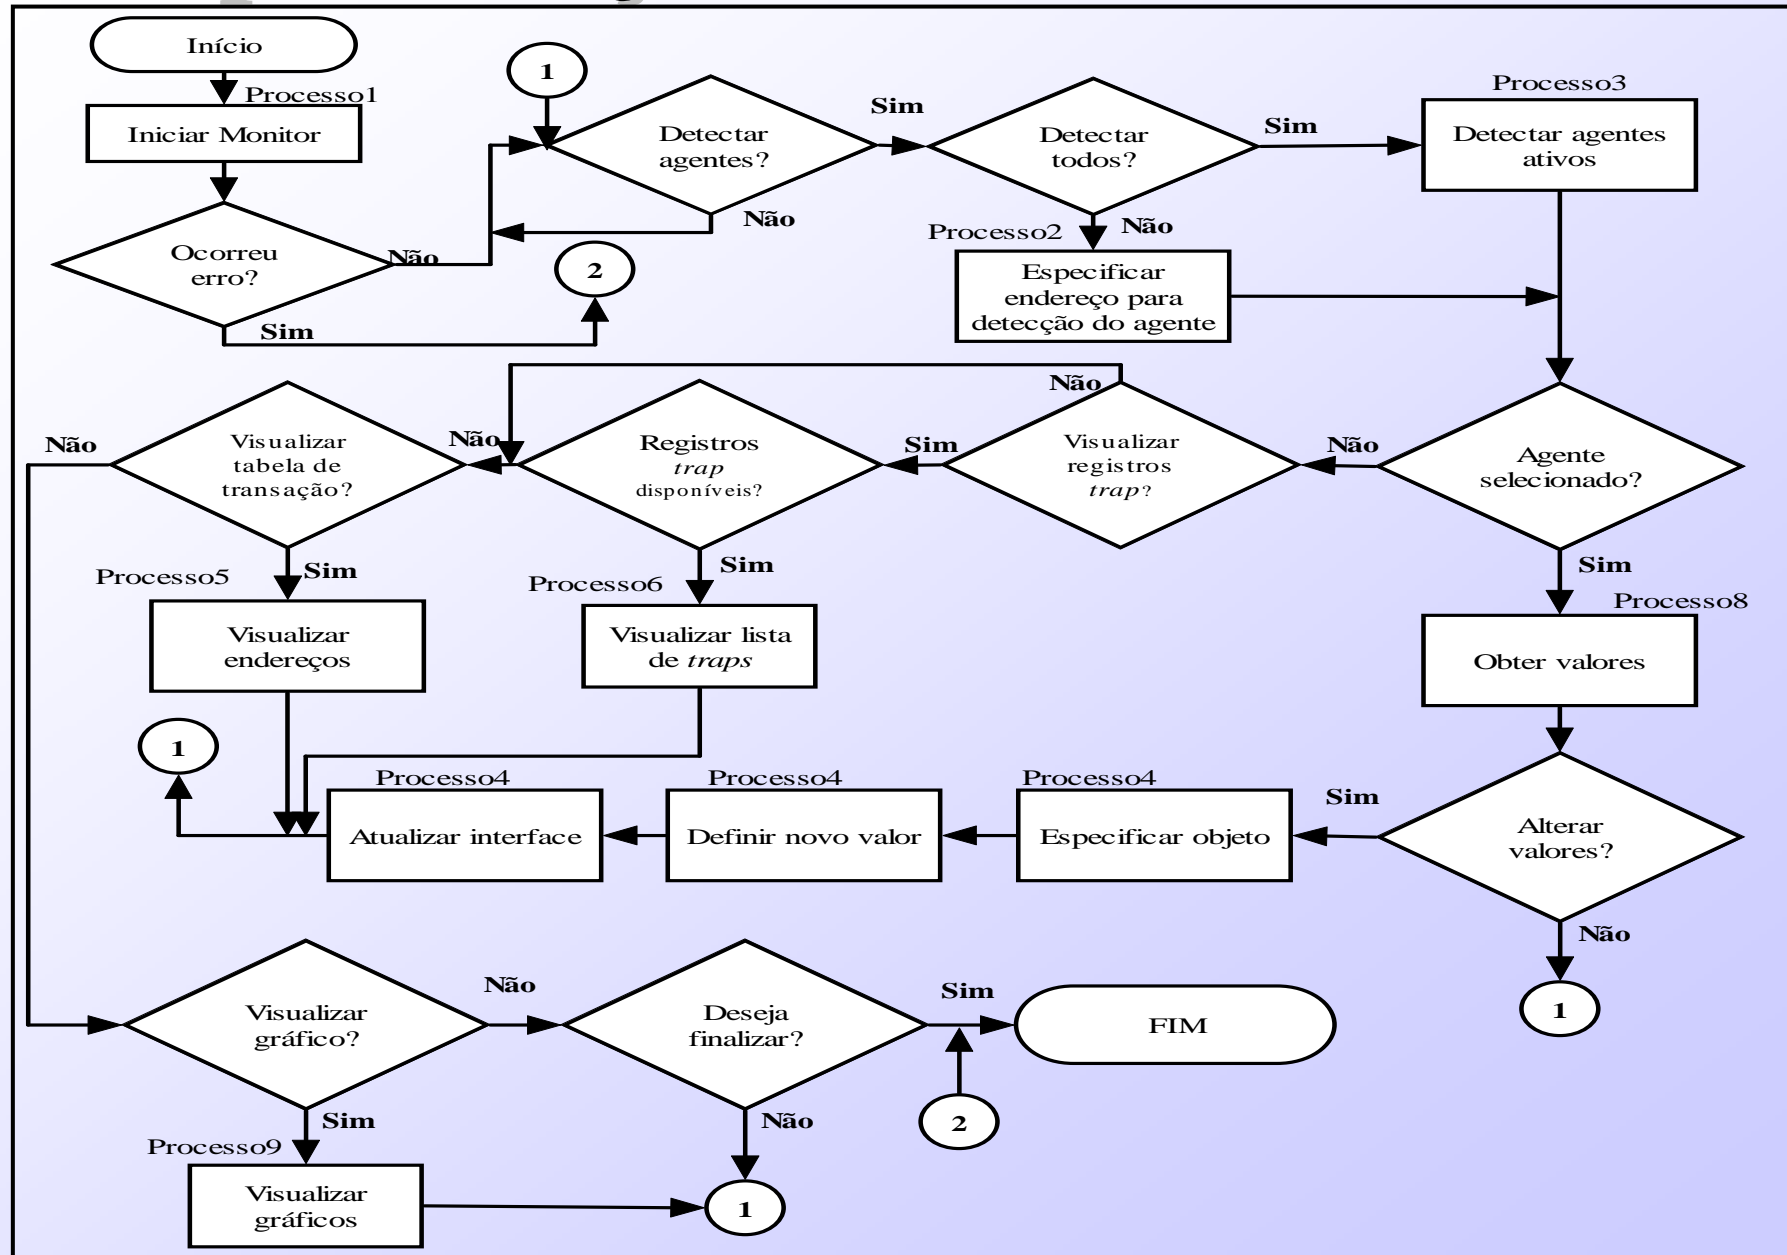 Início
Processo1
Iniciar Monitor
Ocorreu
erro?
Não
Sim
1
Detectar
agentes?
Sim
Não
2
Detectar
todos?
Sim
Não
Processo2
Especificar
endereço para
detecção do agente
Processo3
Detectar agentes
ativos
Agente
selecionado?
Não
Sim
Visualizar
registros
trap?
Não
Sim
Registros
trap
disponíveis?
Não
Sim
Visualizar
tabela de
transação?
Não
Sim
Processo5
Visualizar
endereços
Processo6
Visualizar lista
de traps
Processo8
Obter valores
Alterar
valores?
Sim
Não
1
Processo4
Especificar objeto
Processo4
Definir novo valor
Processo4
Atualizar interface
1
Visualizar
gráfico?
Não
Sim
Processo9
Visualizar
gráficos
Deseja
finalizar?
Sim
Não
1
2
FIM